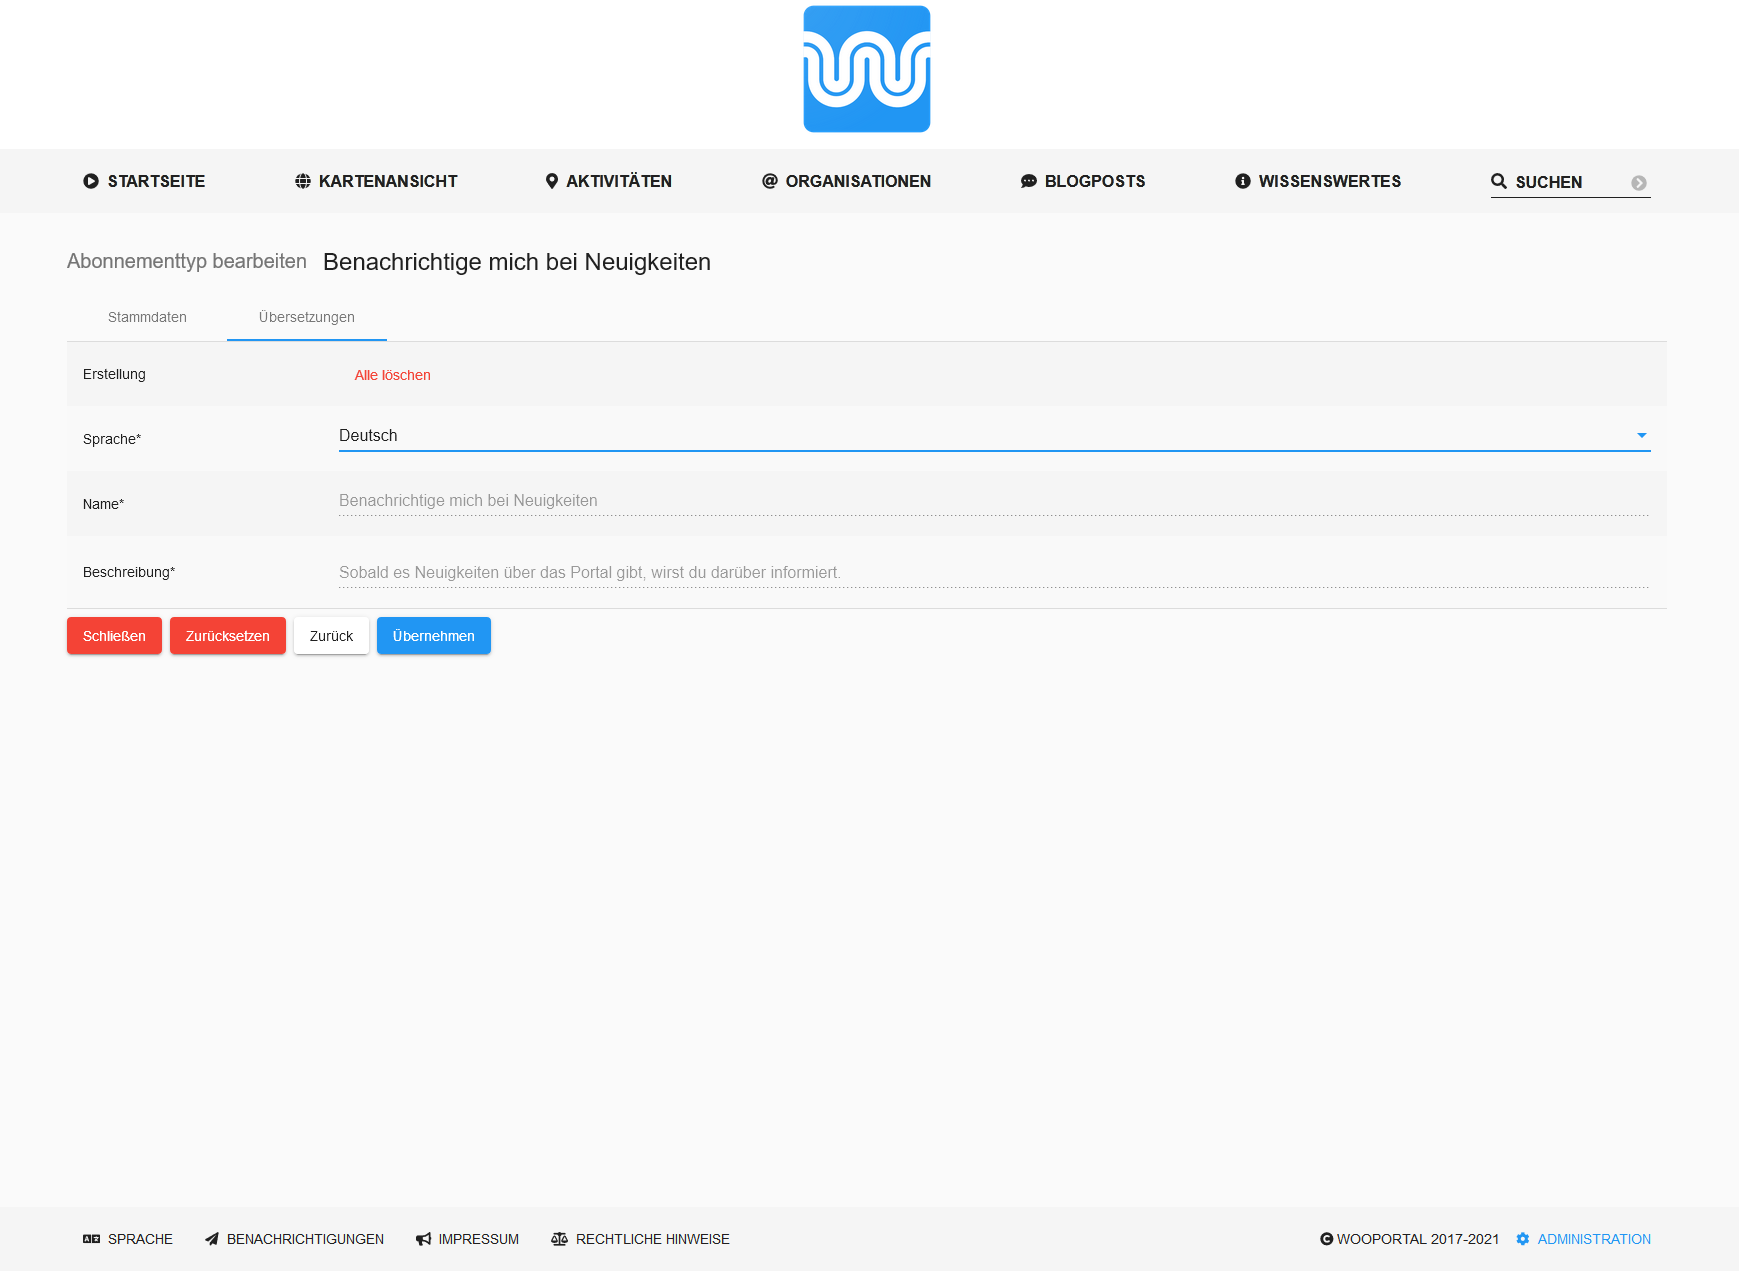 STARTSEITE KARTENANSICHT AKTIVITÄTEN ORGANISATIONEN BLOGPOSTS WISSENSWERTES SUCHEN
Abonnementtyp bearbeiten Benachrichtige mich bei Neuigkeiten
Stammdaten Übersetzungen
Erstellung Alle löschen
Sprache* Deutsch
Name* Benachrichtige mich bei Neuigkeiten
Beschreibung* Sobald es Neuigkeiten über das Portal gibt, wirst du darüber informiert.
Schließen Zurücksetzen Zurück Übernehmen
SPRACHE BENACHRICHTIGUNGEN IMPRESSUM RECHTLICHE HINWEISE WOOPORTAL 2017-2021 ADMINISTRATION